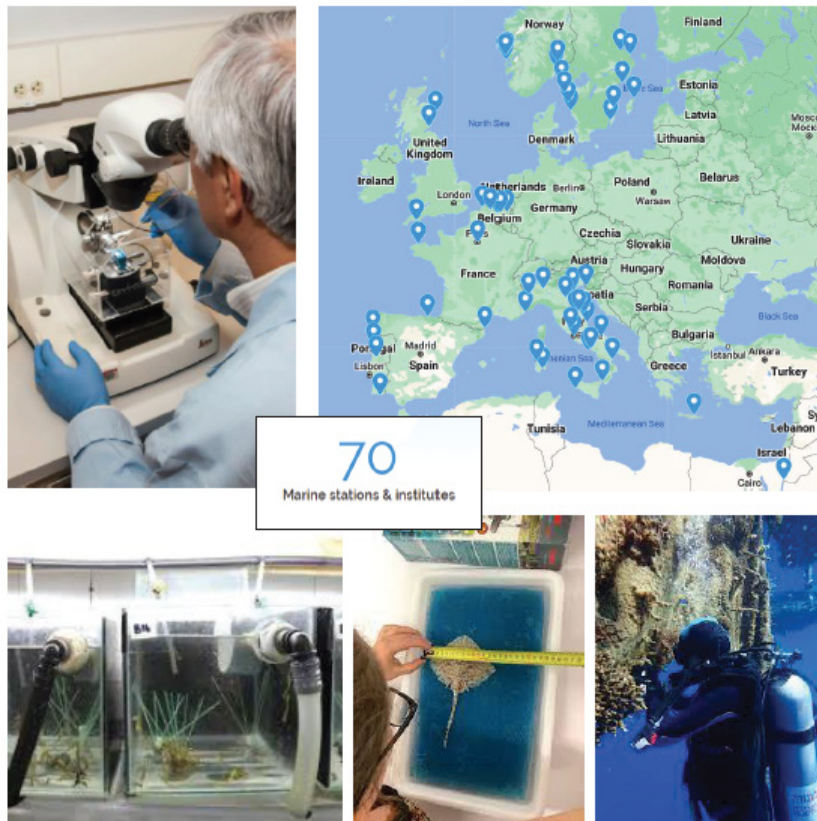 Norway
Finland
Estonia
North Sea
Latvia
Denmark
Lithuania
United
Kingdom
Ireland
Belarus
Poland
London
Berlin
Warsaw
Germany
Belgium
Czechia
Slovakia
Ukraine
Austria
Moldova
France
Hungary
Romania
Serbia
Black Sea
Bulgaria
Madrid
Istanbul
Ankara
Lisbon
Spain
Greece
Turkey
Mediterranean Sea
Tunisia
Lebanon
Israel
Cairo
70
Marine stations & institutes